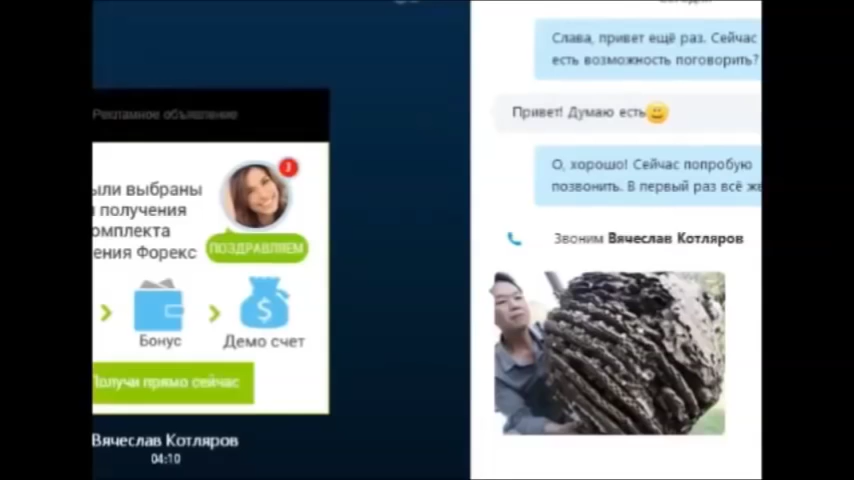 Рекламное объявление
ыли выбраны
получения
омплекта
ения Форекс
ПОЗДРАВЛЯЕМ
Бонус
Демо счет
Получи прямо сейчас
Вячеслав Котляров
04:10
Слава, привет ещё раз. Сейчас
есть возможность поговорить?
Привет! Думаю есть
О, хорошо! Сейчас попробую
позвонить. В первый раз всё же
Звоним Вячеслав Котляров